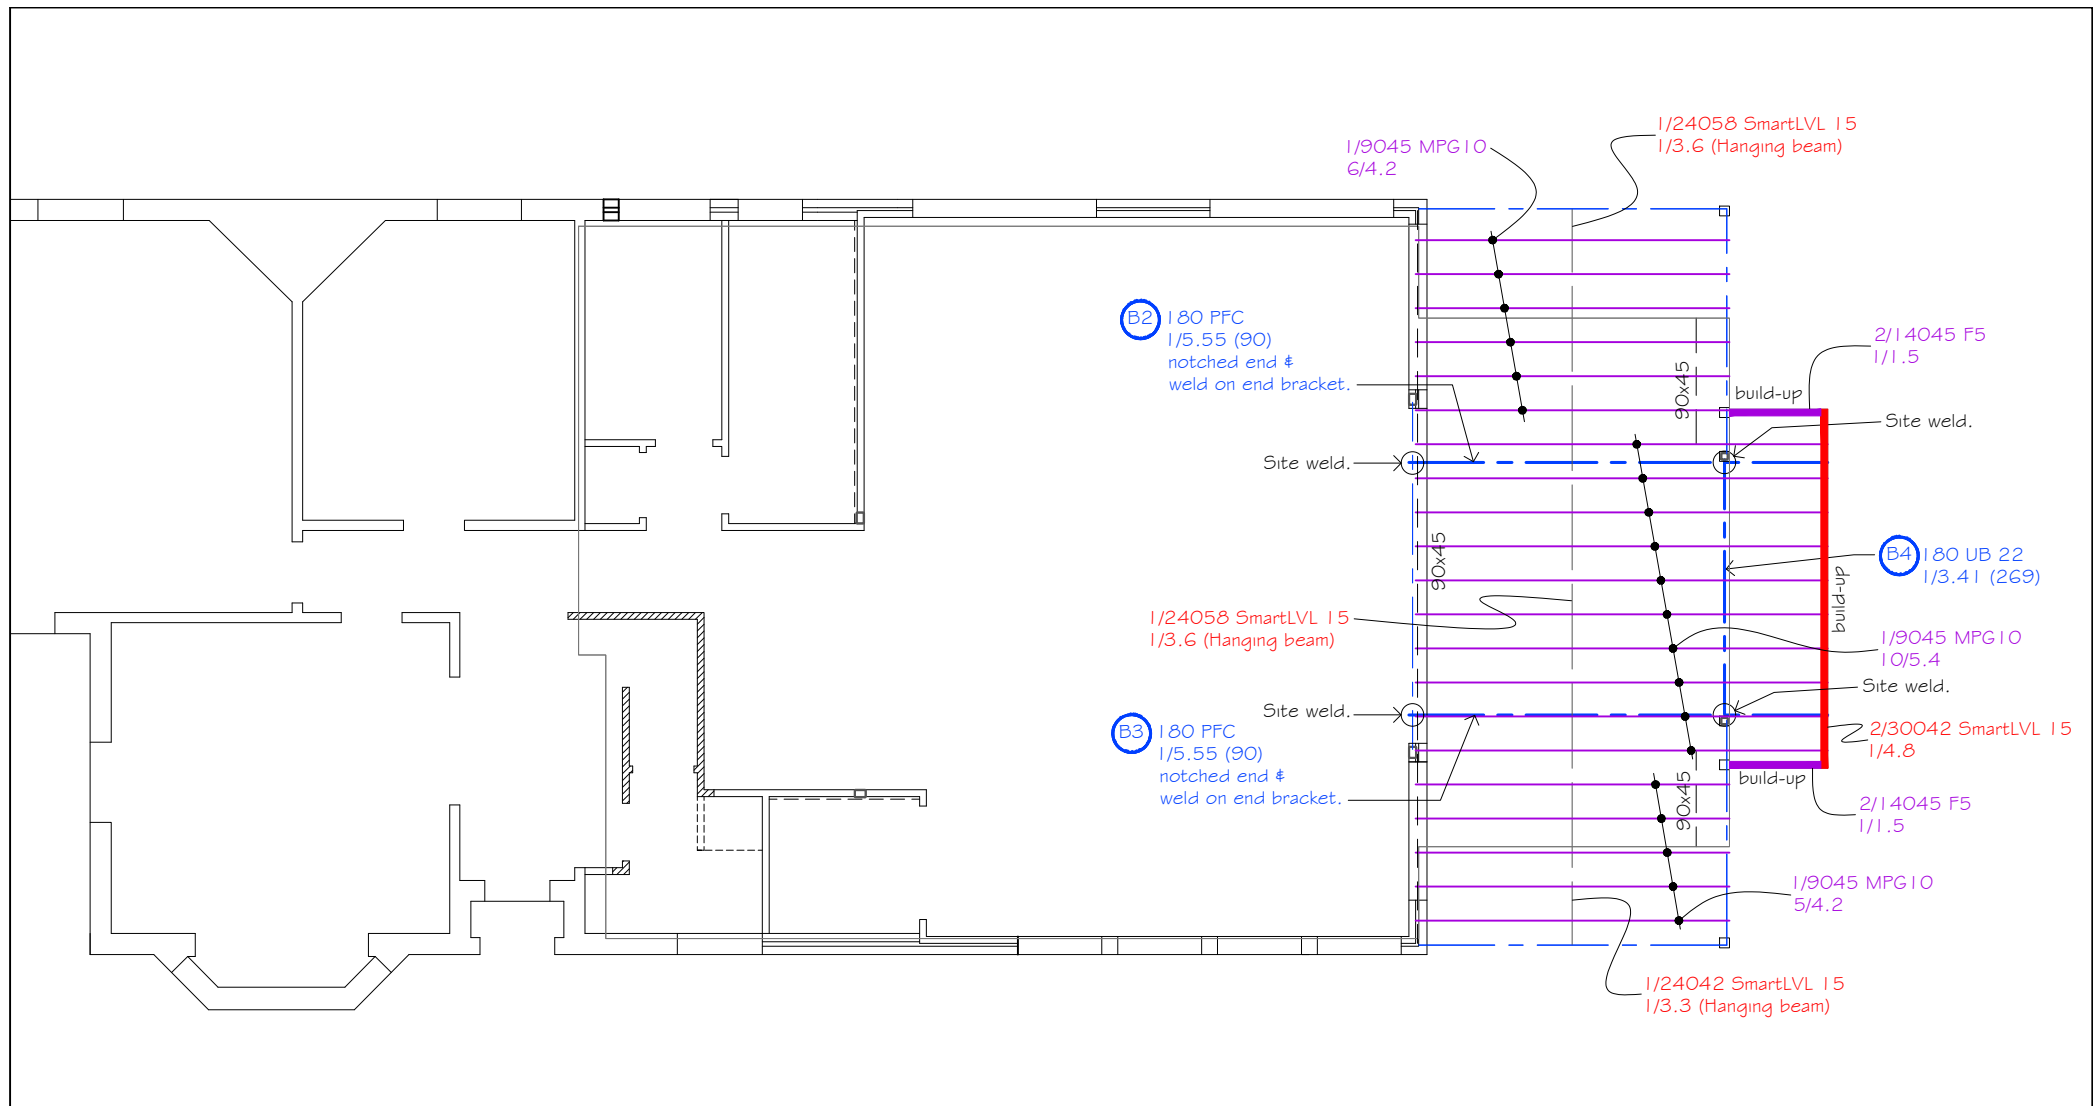 1/24058 SmartLVL 15
1/3.6 (Hanging beam)
1/9045 MPG10
6/4.2
B2
180 PFC
1/5.55 (90)
notched end &
weld on end bracket.
2/14045 F5
1/1.5
90x45
build-up
Site weld.
Site weld.
90x45
B4
180 UB 22
1/3.41 (269)
build-up
1/24058 SmartLVL 15
1/3.6 (Hanging beam)
1/9045 MPG10
10/5.4
Site weld.
Site weld.
B3
180 PFC
1/5.55 (90)
notched end &
weld on end bracket.
2/30042 SmartLVL 15
1/4.8
90x45
build-up
2/14045 F5
1/1.5
1/9045 MPG10
5/4.2
1/24042 SmartLVL 15
1/3.3 (Hanging beam)